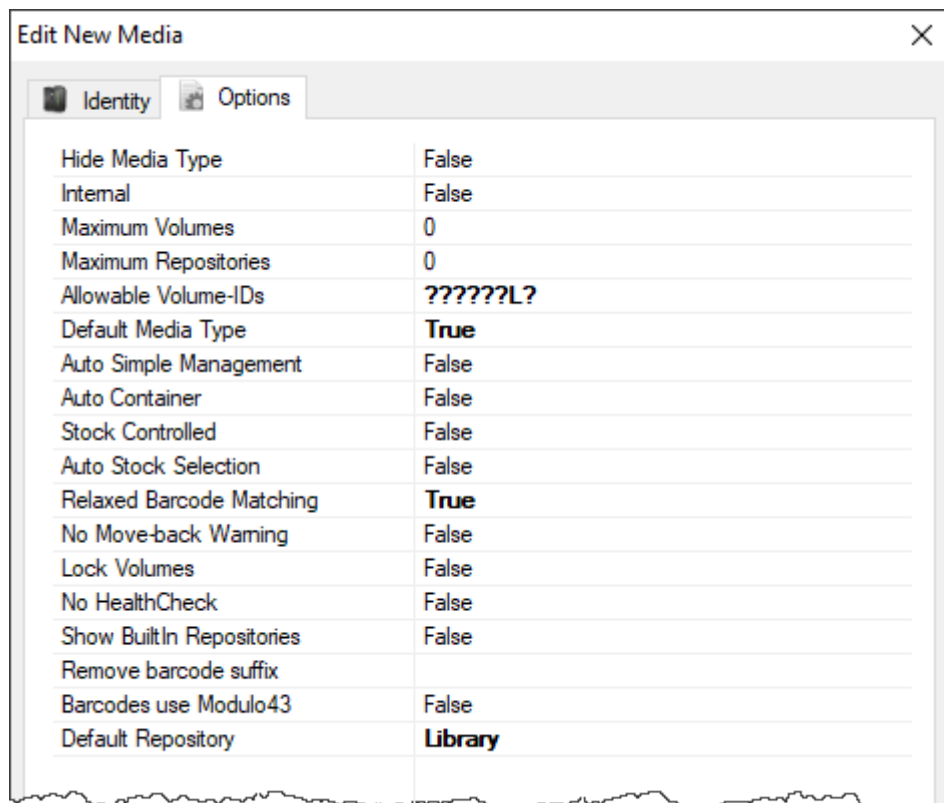 Edit New Media
Identity Options
Hide Media Type False
Internal False
Maximum Volumes 0
Maximum Repositories 0
Allowable Volume-IDs ??????L?
Default Media Type True
Auto Simple Management False
Auto Container False
Stock Controlled False
Auto Stock Selection False
Relaxed Barcode Matching True
No Move-back Warning False
Lock Volumes False
No HealthCheck False
Show BuiltIn Repositories False
Remove barcode suffix
Barcodes use Modulo43 False
Default Repository Library